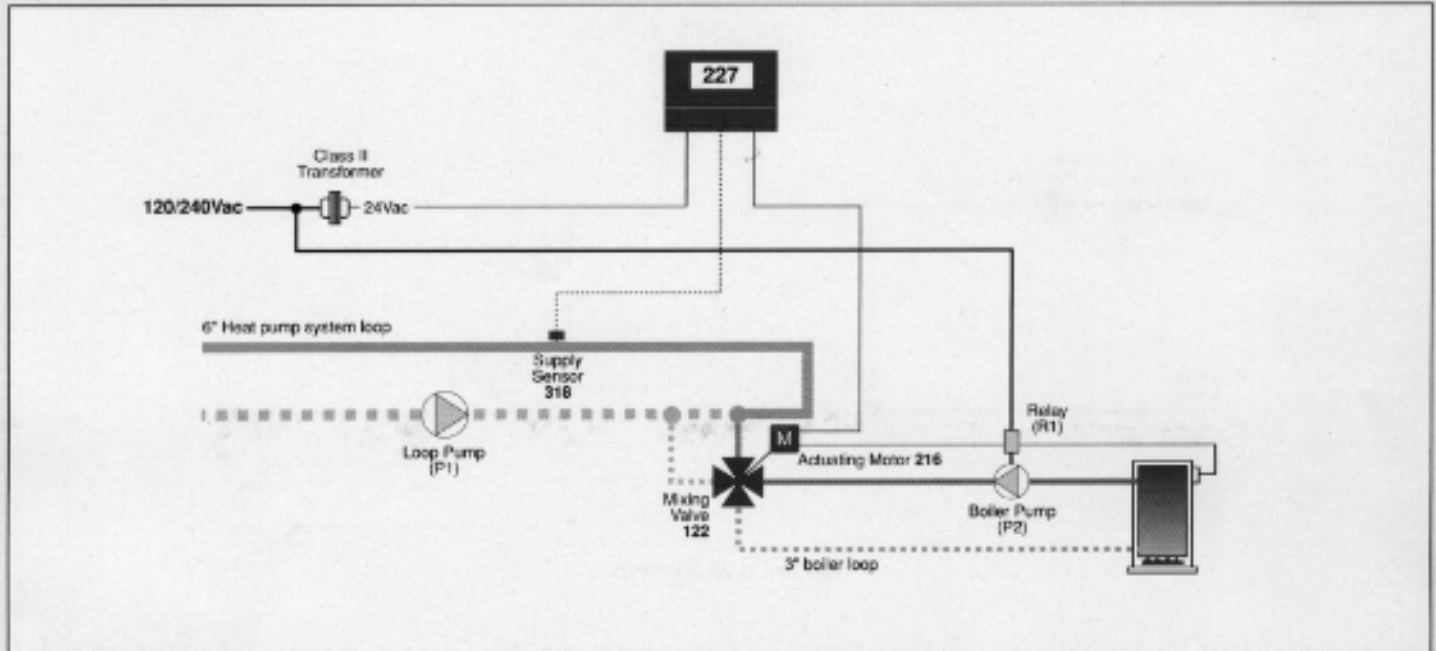 227
Class II
Transformer
120/240Vac
24Vac
6" Heat pump system loop
Supply
Sensor
318
Relay
(R1)
Loop Pump
(P1)
M
Actuating Motor 216
Mixing
Valve
122
Boiler Pump
(P2)
3" boiler loop